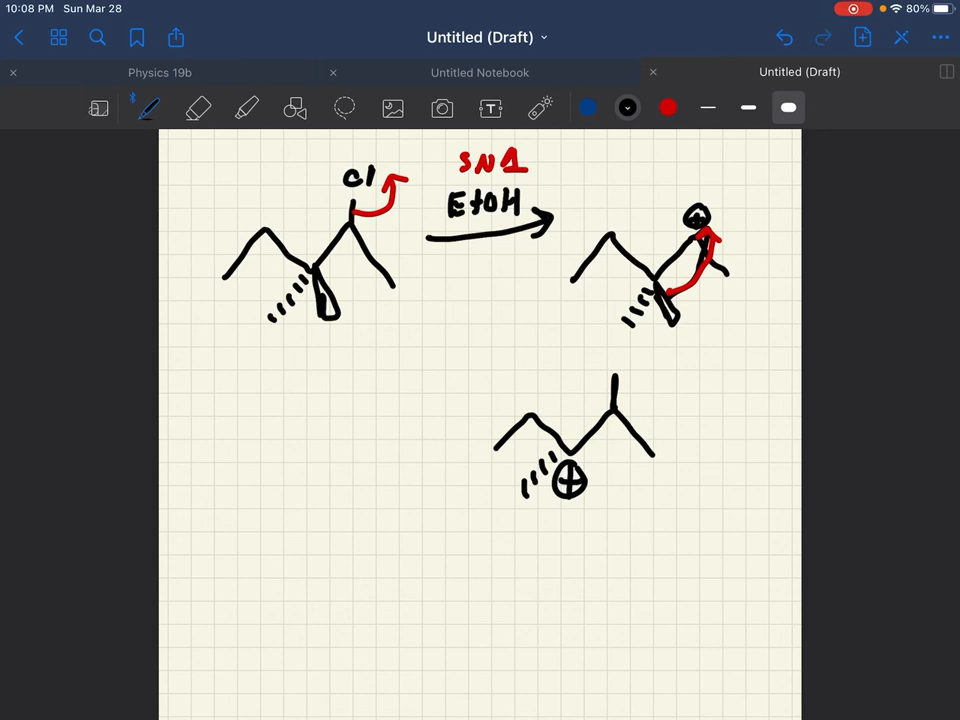 10:08 PM Sun Mar 28
80%
Untitled (Draft)
Physics 19b
Untitled Notebook
Untitled (Draft)
T
Cl
SN1
EtOH
⊕
⊕